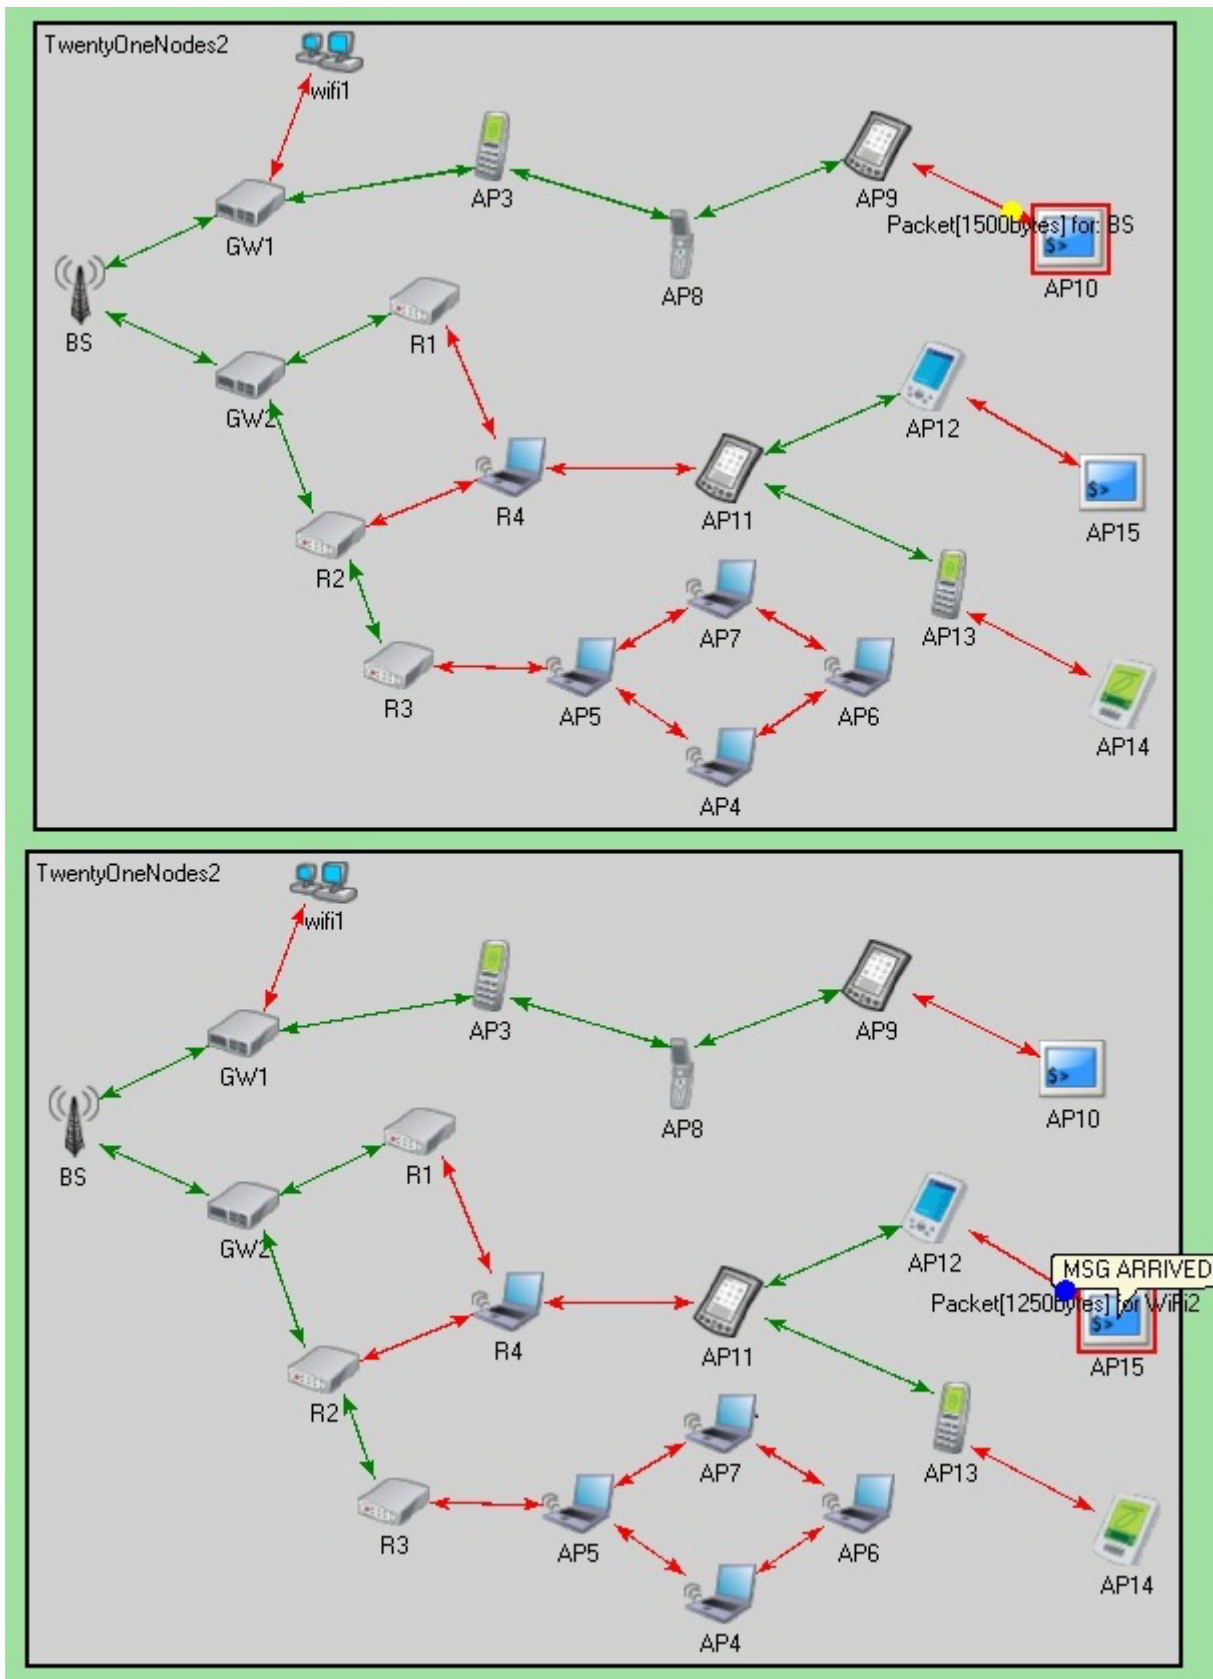 TwentyOneNodes2
wifi1
AP3
AP9
Packet[1500bytes] for: BS
GW1
AP8
AP10
BS
R1
GW2
AP12
R4
AP11
AP15
R2
AP7
AP13
R3
AP5
AP6
AP14
AP4
TwentyOneNodes2
wifi1
AP3
AP9
GW1
AP8
AP10
R1
BS
GW2
AP12
MSG ARRIVED
Packet[1250bytes] for WiFi2
R4
AP11
AP15
R2
AP7
AP13
R3
AP5
AP6
AP14
AP4